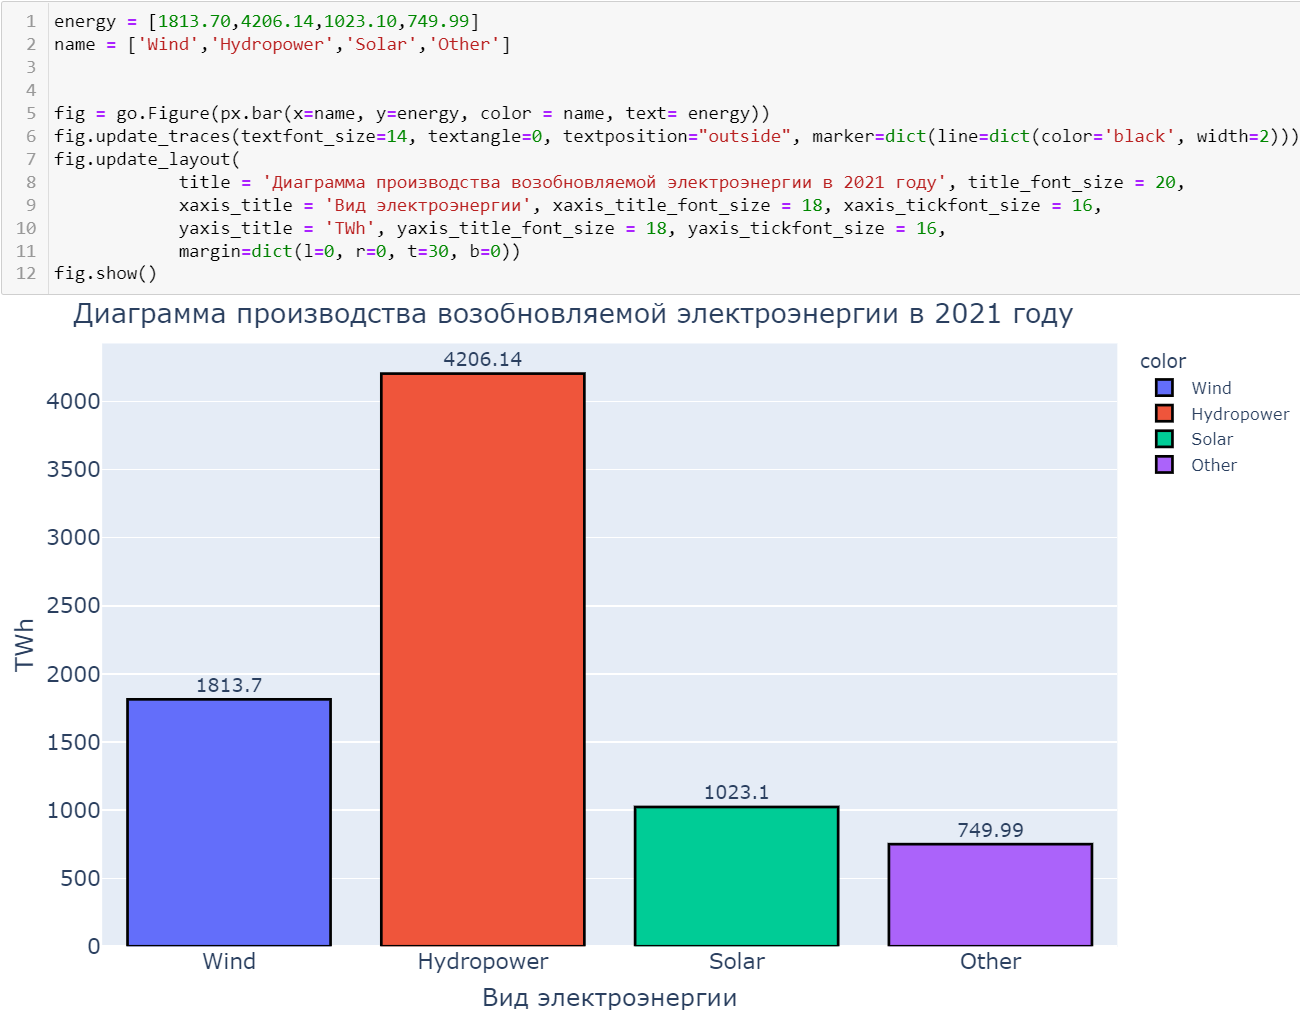 1 energy = [1813.70,4206.14,1023.10,749.99]
2 name = ['Wind','Hydropower','Solar','Other']
3
4
5 fig = go.Figure(px.bar(x=name, y=energy, color = name, text= energy))
6 fig.update_traces(textfont_size=14, textangle=0, textposition="outside", marker=dict(line=dict(color='black', width=2)))
7 fig.update_layout(
8 title = 'Диаграмма производства возобновляемой электроэнергии в 2021 году', title_font_size = 20,
9 xaxis_title = 'Вид электроэнергии', xaxis_title_font_size = 18, xaxis_tickfont_size = 16,
10 yaxis_title = 'TWh', yaxis_title_font_size = 18, yaxis_tickfont_size = 16,
11 margin=dict(l=0, r=0, t=30, b=0))
12 fig.show()
Диаграмма производства возобновляемой электроэнергии в 2021 году
4206.14
1813.7
1023.1
749.99
4000
3500
3000
2500
2000
1500
1000
500
0
TWh
Wind
Hydropower
Solar
Other
Вид электроэнергии
color
Wind
Hydropower
Solar
Other